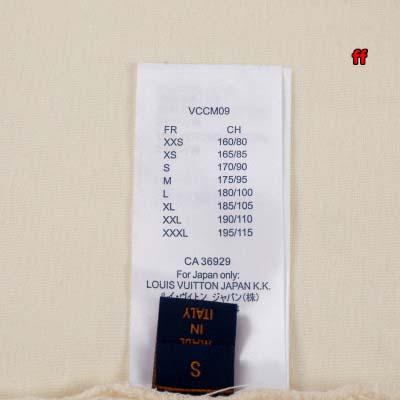 ff
VCCM09
FR CH
XXS 160/80
XS 165/85
S 170/90
M 175/95
L 180/100
XL 185/105
XXL 190/110
XXXL 195/115
CA 36929
For Japan only:
LOUIS VUITTON JAPAN K.K.
ルイ・ヴィトン ジャパン(株)
MADE
IN
ITALY
S